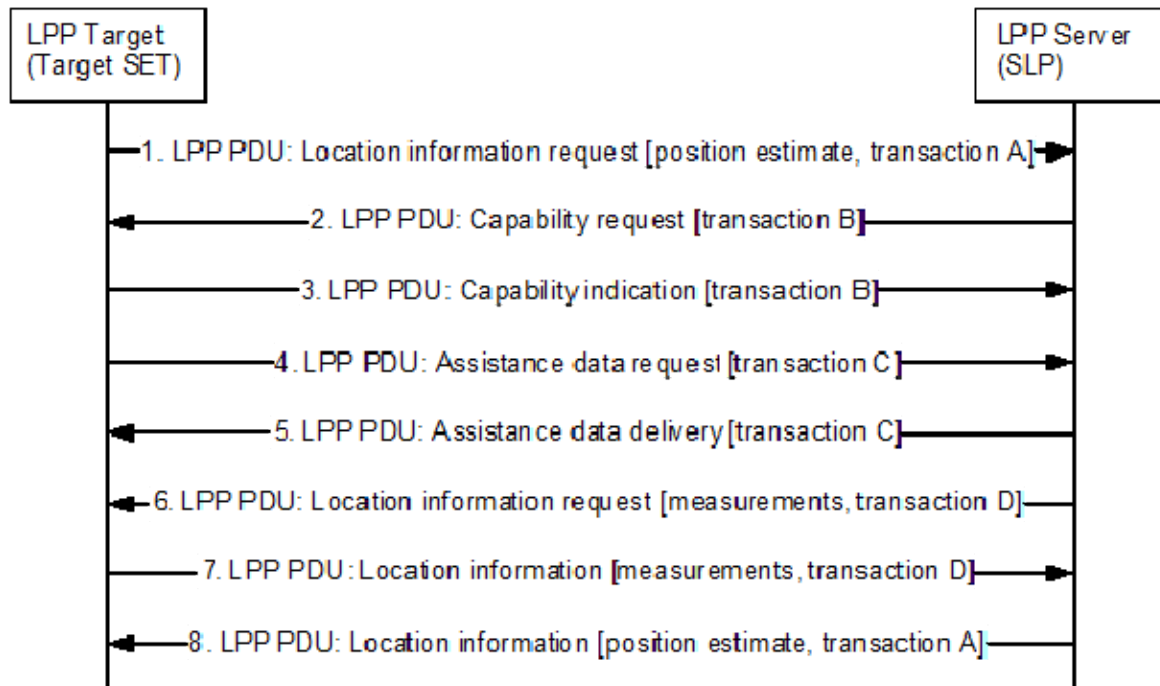 LPP Target
(Target SET)
LPP Server
(SLP)
1. LPP PDU: Location information request [position estimate, transaction A]
2. LPP PDU: Capability request [transaction B]
3. LPP PDU: Capability indication [transaction B]
4. LPP PDU: Assistance data request [transaction C]
5. LPP PDU: Assistance data delivery [transaction C]
6. LPP PDU: Location information request [measurements, transaction D]
7. LPP PDU: Location information [measurements, transaction D]
8. LPP PDU: Location information [position estimate, transaction A]